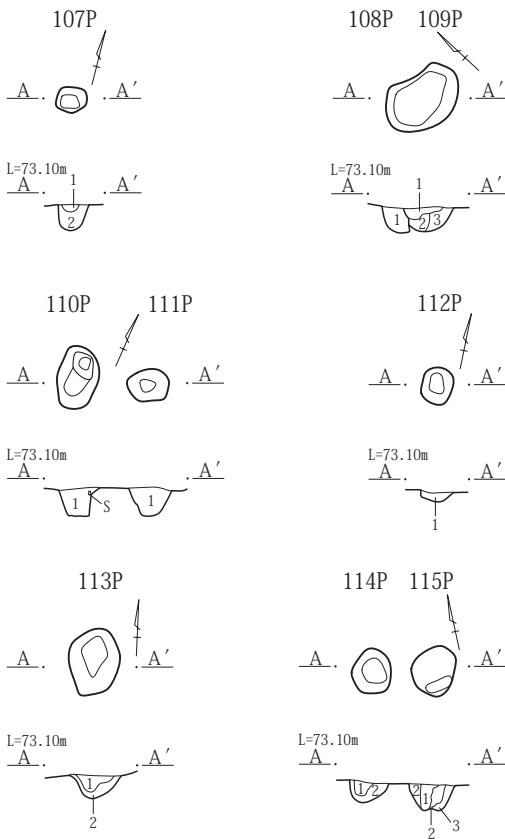 107P
A A′
L=73.10m
A 1 A′
2
108P 109P
A A′
L=73.10m
A 1 A′
1 2 3
110P 111P
A A′
L=73.10m
A A′
1 S 1
112P
A A′
L=73.10m
A A′
1
113P
A A′
L=73.10m
A A′
1
2
114P 115P
A A′
L=73.10m
A A′
1 2 2 1
2 3